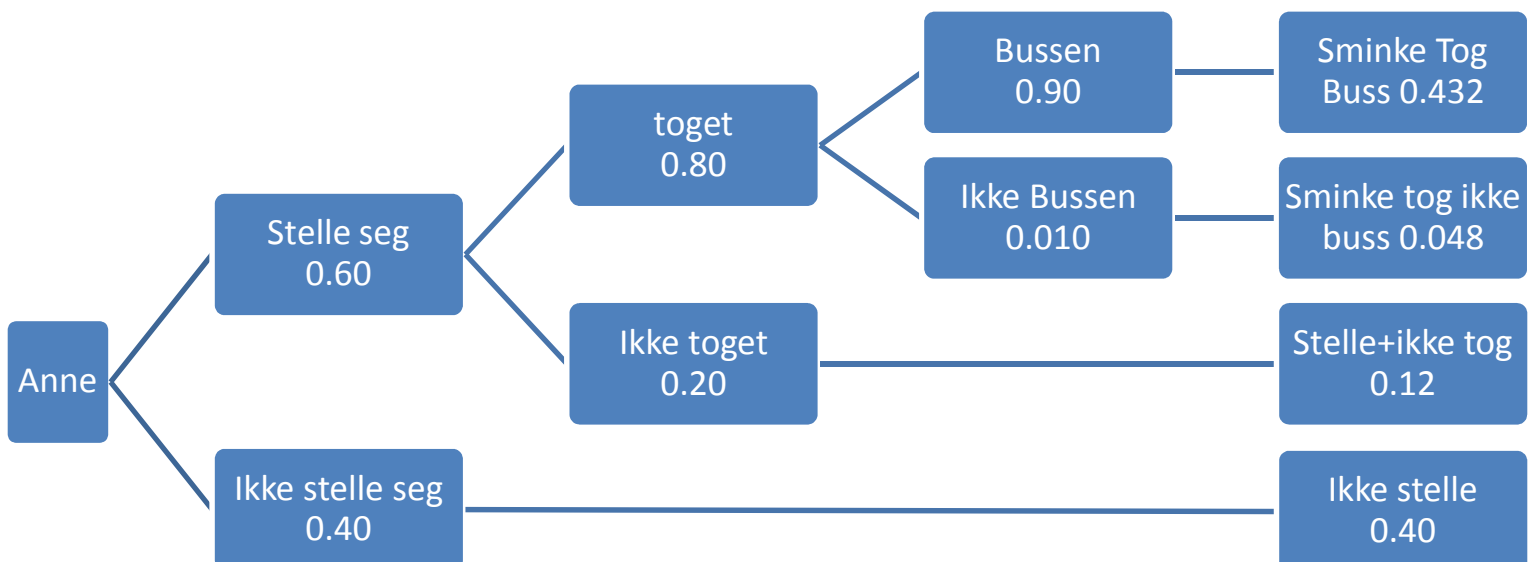 Anne
Stelle seg
0.60
toget
0.80
Bussen
0.90
Sminke Tog
Buss 0.432
Ikke Bussen
0.010
Sminke tog ikke
buss 0.048
Ikke toget
0.20
Stelle+ikke tog
0.12
Ikke stelle seg
0.40
Ikke stelle
0.40